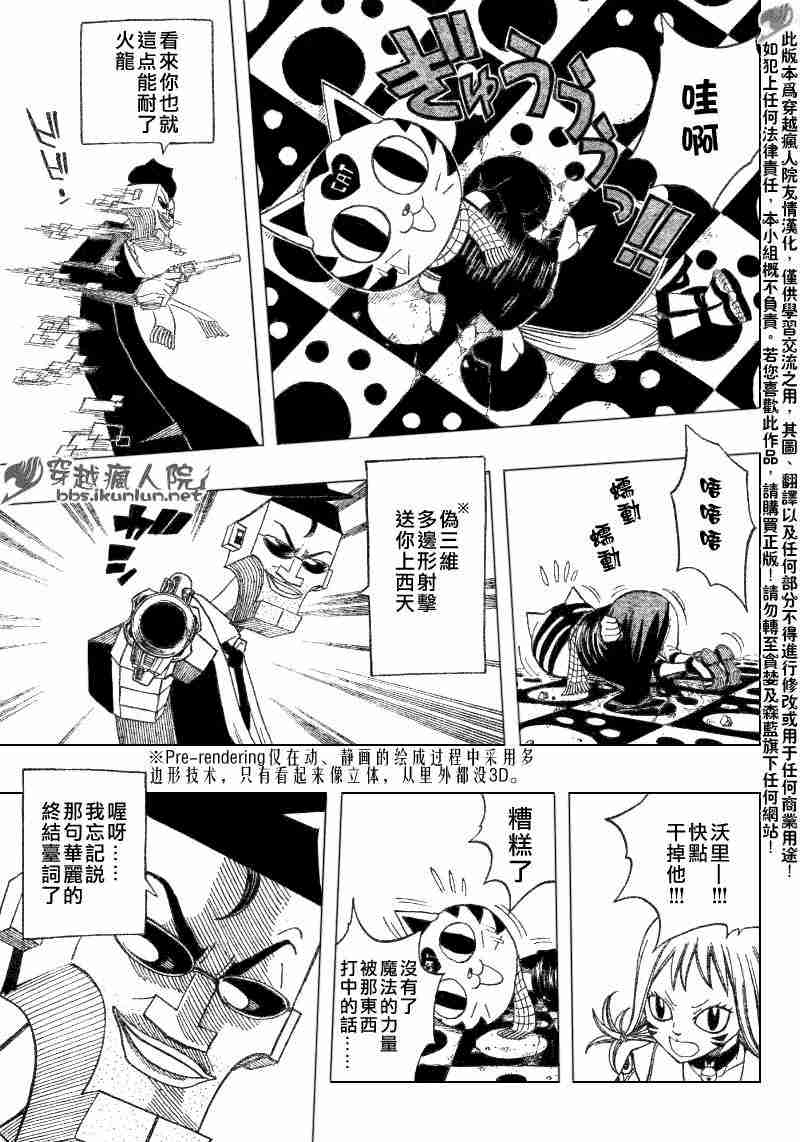 此版本爲穿越瘋人院友情漢化，僅供學習交流之用，其圖、翻譯以及任何部分不得進行修改或用于任何商業用途！
如犯上任何法律責任，本小組概不負責。若您喜歡此作品，請購買正版！請勿轉至貪婪及森藍旗下任何網站！
哇
啊
ぎゅううううっ!!
CAT
看來你也就
這点能耐了
火龍
唔唔唔
蠕動
蠕動
※
偽三維
多邊形射擊
送你上西天
穿越瘋人院
bbs.ikunlun.net
※Pre-rendering仅在动、静画的绘成过程中采用多
边形技术，只有看起来像立体，从里外都没3D。
沃里ー!!!
快點
干掉他!!!
糟糕了
沒有了
魔法的力量
被那東西
打中的話……
喔呀……
我忘記說
那句華麗的
終結臺詞了